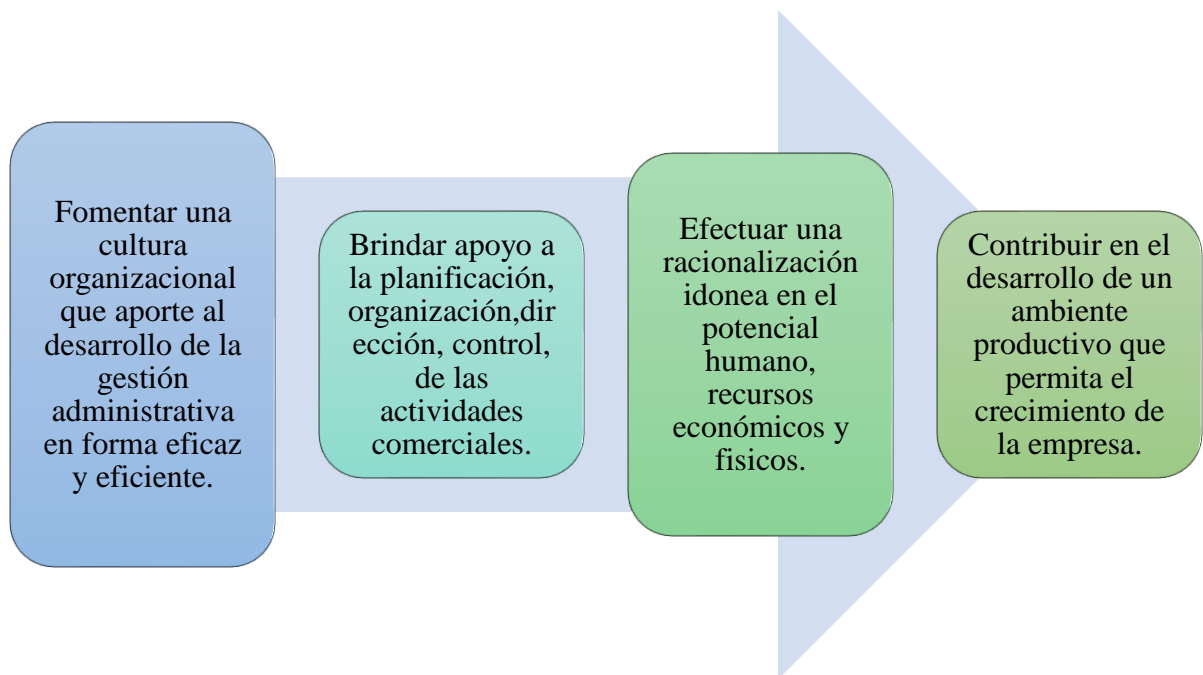 Fomentar una
cultura
organizacional
que aporte al
desarrollo de la
gestión
administrativa
en forma eficaz
y eficiente.
Brindar apoyo a
la planificación,
organización,dir
ección, control,
de las
actividades
comerciales.
Efectuar una
racionalización
idonea en el
potencial
humano,
recursos
económicos y
fisicos.
Contribuir en el
desarrollo de un
ambiente
productivo que
permita el
crecimiento de
la empresa.